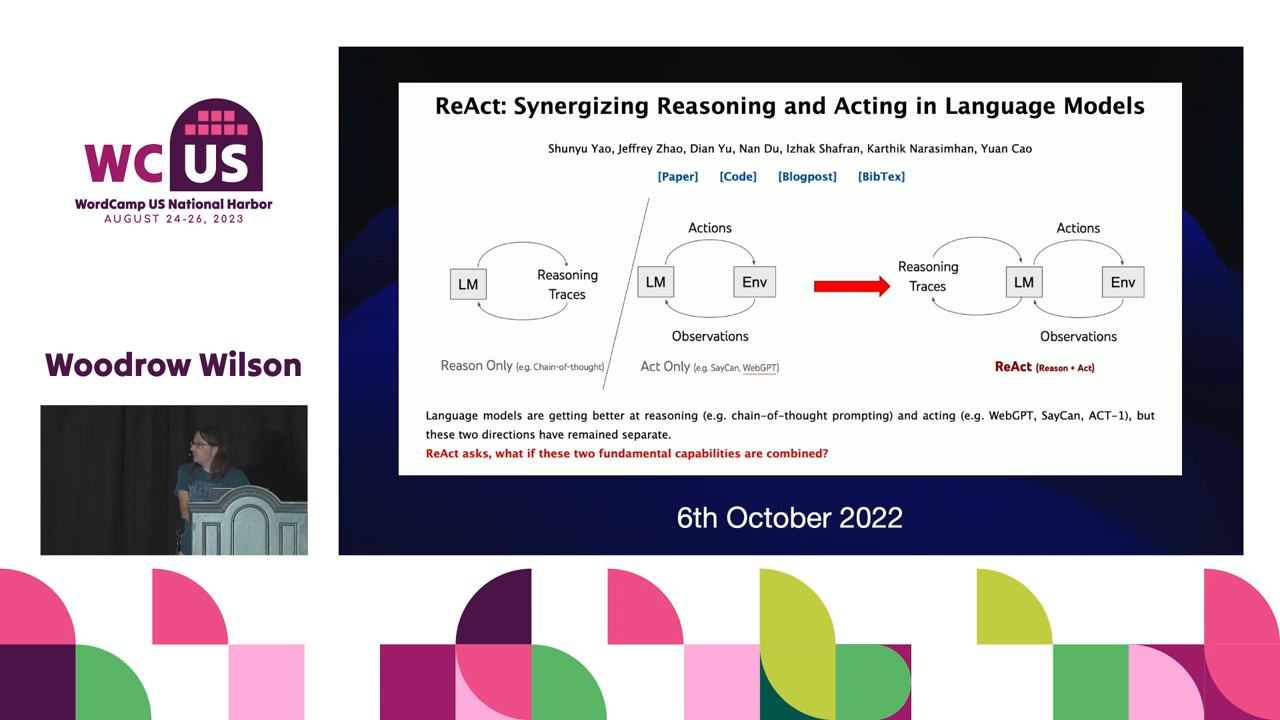 WC US
WordCamp US National Harbor
AUGUST 24-26, 2023
Woodrow Wilson
ReAct: Synergizing Reasoning and Acting in Language Models
Shunyu Yao, Jeffrey Zhao, Dian Yu, Nan Du, Izhak Shafran, Karthik Narasimhan, Yuan Cao
[Paper] [Code] [Blogpost] [BibTex]
LM
Reasoning
Traces
Reason Only (e.g. Chain-of-thought)
Actions
LM
Env
Observations
Act Only (e.g. SayCan, WebGPT)
Reasoning
Traces
Actions
LM
Env
Observations
ReAct (Reason + Act)
Language models are getting better at reasoning (e.g. chain-of-thought prompting) and acting (e.g. WebGPT, SayCan, ACT-1), but
these two directions have remained separate.
ReAct asks, what if these two fundamental capabilities are combined?
6th October 2022